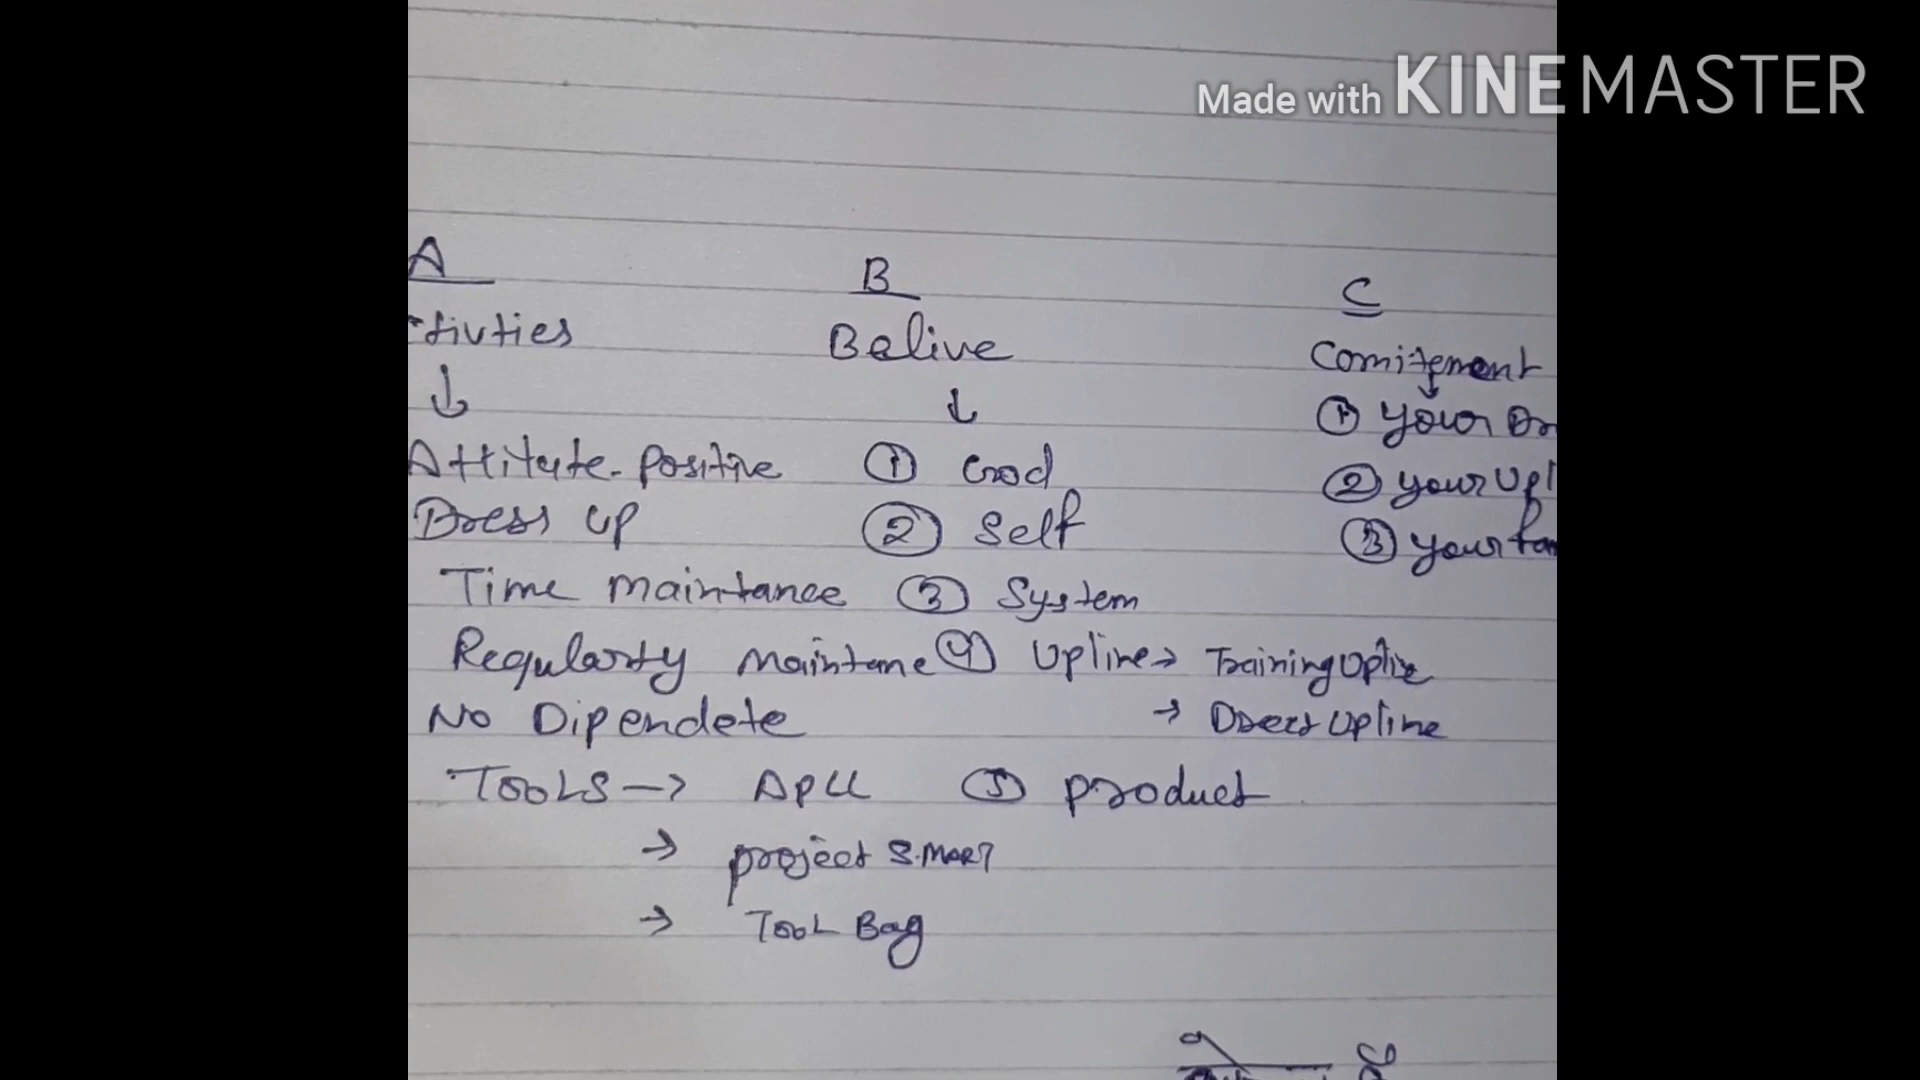 Made with KINEMASTER
A B C
Belive
Comitement
↓ ↓ ↓
① your
Attitute - Positive ① God
② your
Dress up ② Self
③ your
Time maintance ③ System
Regularty maintane ④ Upline → Training Uplie
No Dipendete → Direct Upline
TOOLS → APLL ⑤ product
→ project S.MART
→ TOOL Bag